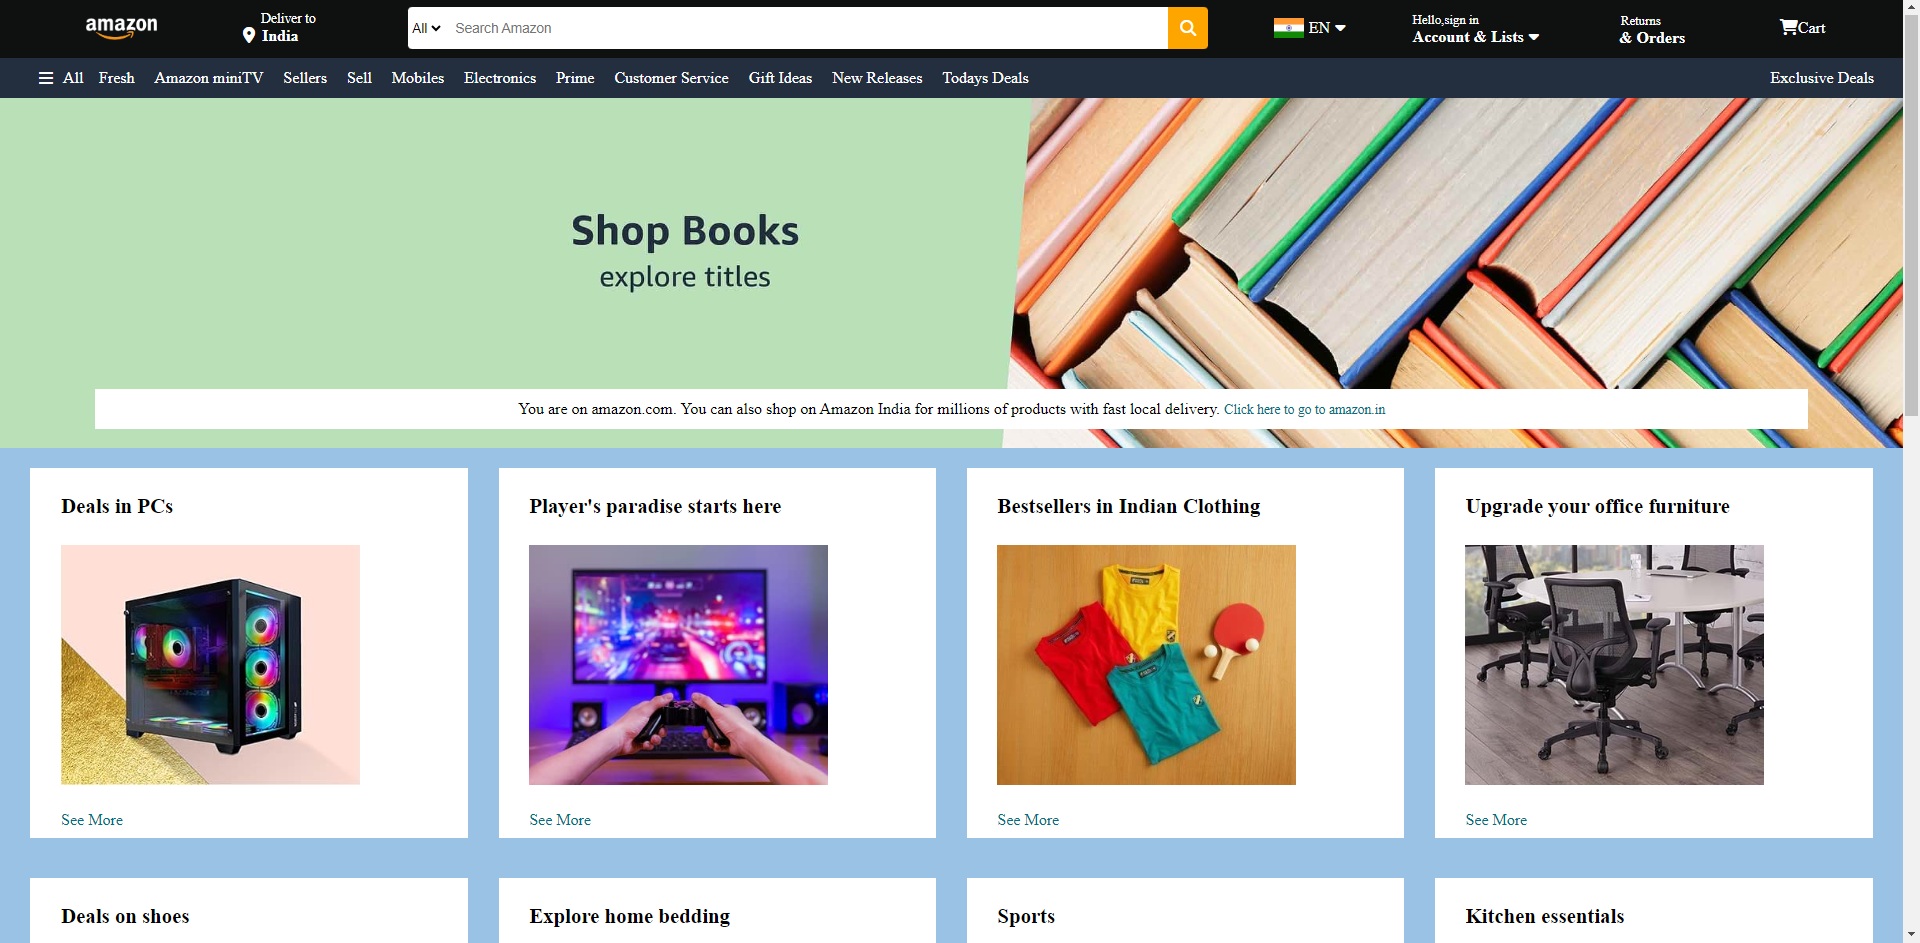 amazon
Deliver to
India
All
Search Amazon
EN
Hello,sign in
Account & Lists
Returns
& Orders
Cart
All Fresh Amazon miniTV Sellers Sell Mobiles Electronics Prime Customer Service Gift Ideas New Releases Todays Deals Exclusive Deals
Shop Books
explore titles
You are on amazon.com. You can also shop on Amazon India for millions of products with fast local delivery. Click here to go to amazon.in
Deals in PCs
Player's paradise starts here
Bestsellers in Indian Clothing
Upgrade your office furniture
See More
See More
See More
See More
Deals on shoes
Explore home bedding
Sports
Kitchen essentials